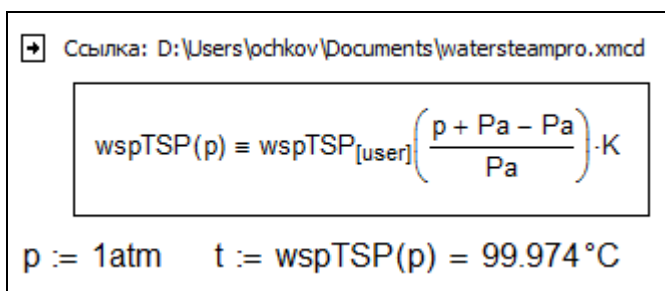 Ссылка: D:\Users\ochkov\Documents\watersteampro.xmcd
wspTSP(p) ≡ wspTSP[user]((p + Pa − Pa)/Pa)·K
p := 1atm t := wspTSP(p) = 99.974 °C